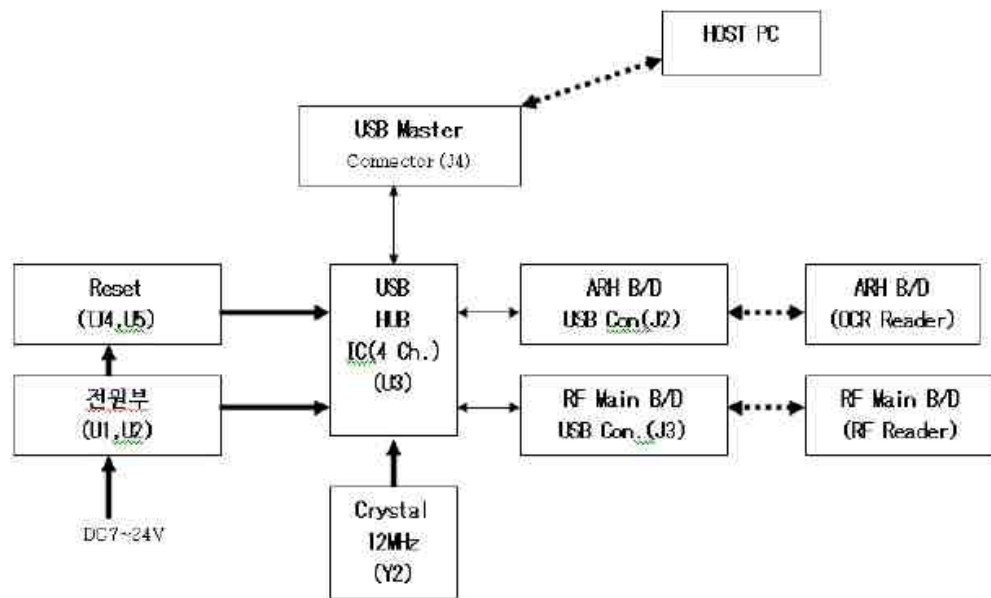 HOST PC
USB Master
Connector(J4)
Reset
(U4,U5)
USB
HUB
IC(4 Ch.)
(U3)
ARH B/D
USB Con(J2)
ARH B/D
(OCR Reader)
전원부
(U1,U2)
RF Main B/D
USB Con.(J3)
RF Main B/D
(RF Reader)
DC7~24V
Crystal
12MHz
(Y2)